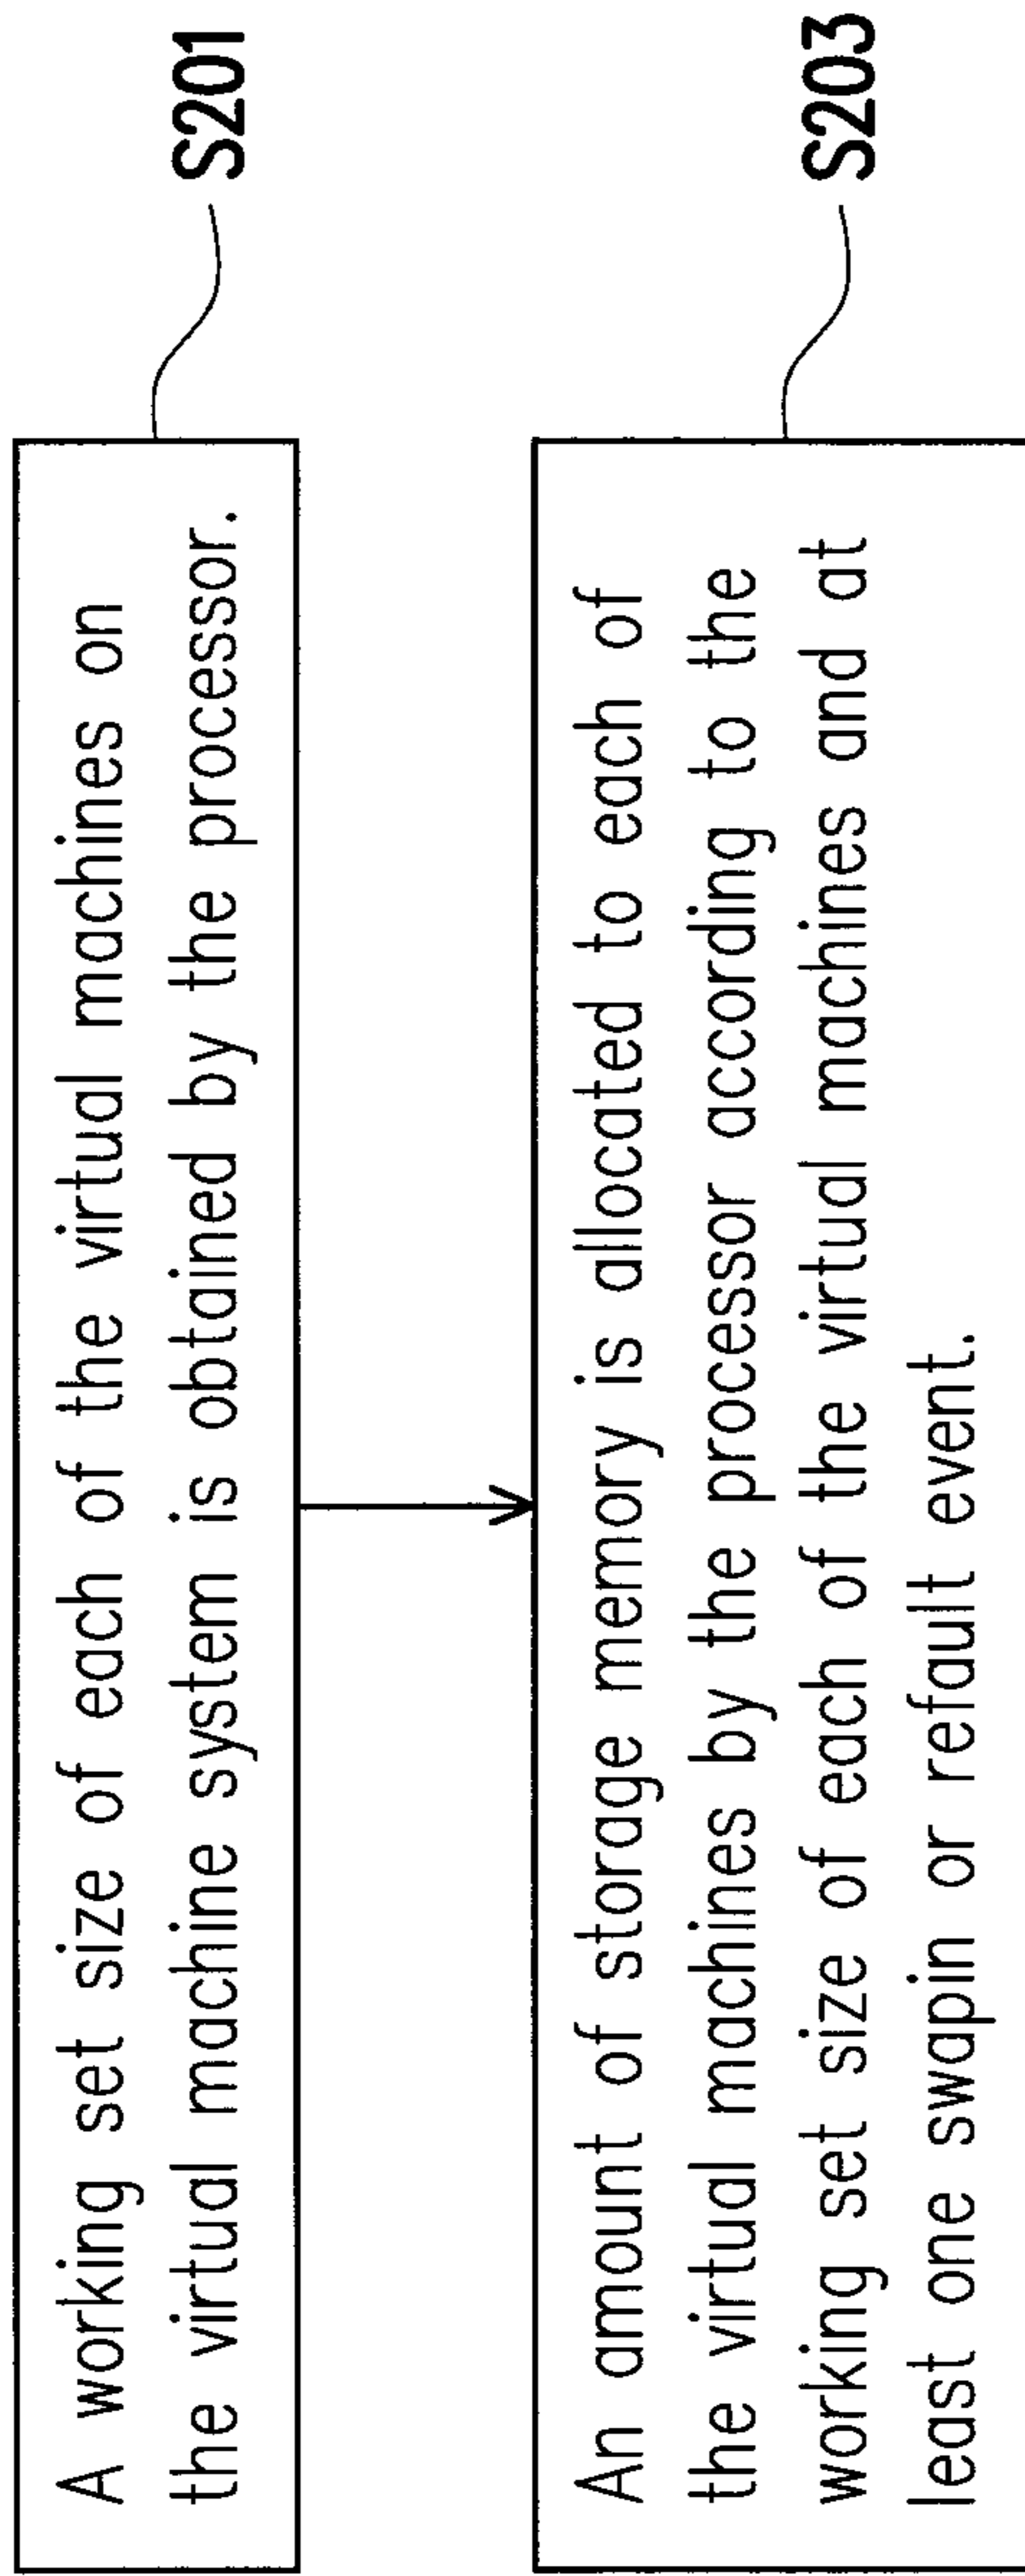 A working set size of each of the virtual machines on
the virtual machine system is obtained by the processor.
S201
An amount of storage memory is allocated to each of
the virtual machines by the processor according to the
working set size of each of the virtual machines and at
least one swapin or refault event.
S203